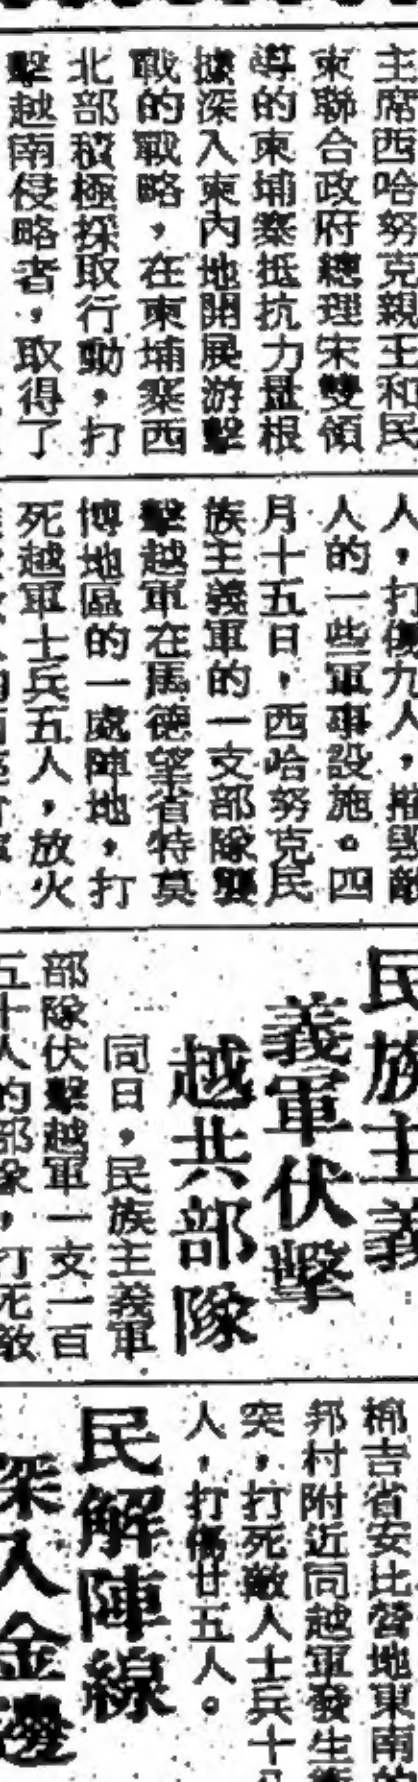 主席西哈努克親王和民
柬聯合政府總理宋雙領
導的柬埔寨抵抗力量根
據深入柬內地開展游擊
戰的戰略，在柬埔寨西
北部積極採取行動，打
擊越南侵略者，取得了
人，打傷九人，摧毀敵
人的一些軍事設施。四
月十五日，西哈努克民
族主義軍的一支部隊襲
擊越軍在馬德望省特莫
博地區的一處陣地，打
死越軍士兵五人，放火
民族主義
義軍伏擊
越共部隊
同日，民族主義軍
部隊伏擊越軍一支一百
五十人的部隊，打死敵
柳吉省安比營地東南的
邦村附近同越軍發生衝
突，打死敵人士兵十八
人，打傷廿五人。
民解陣線
深入金邊